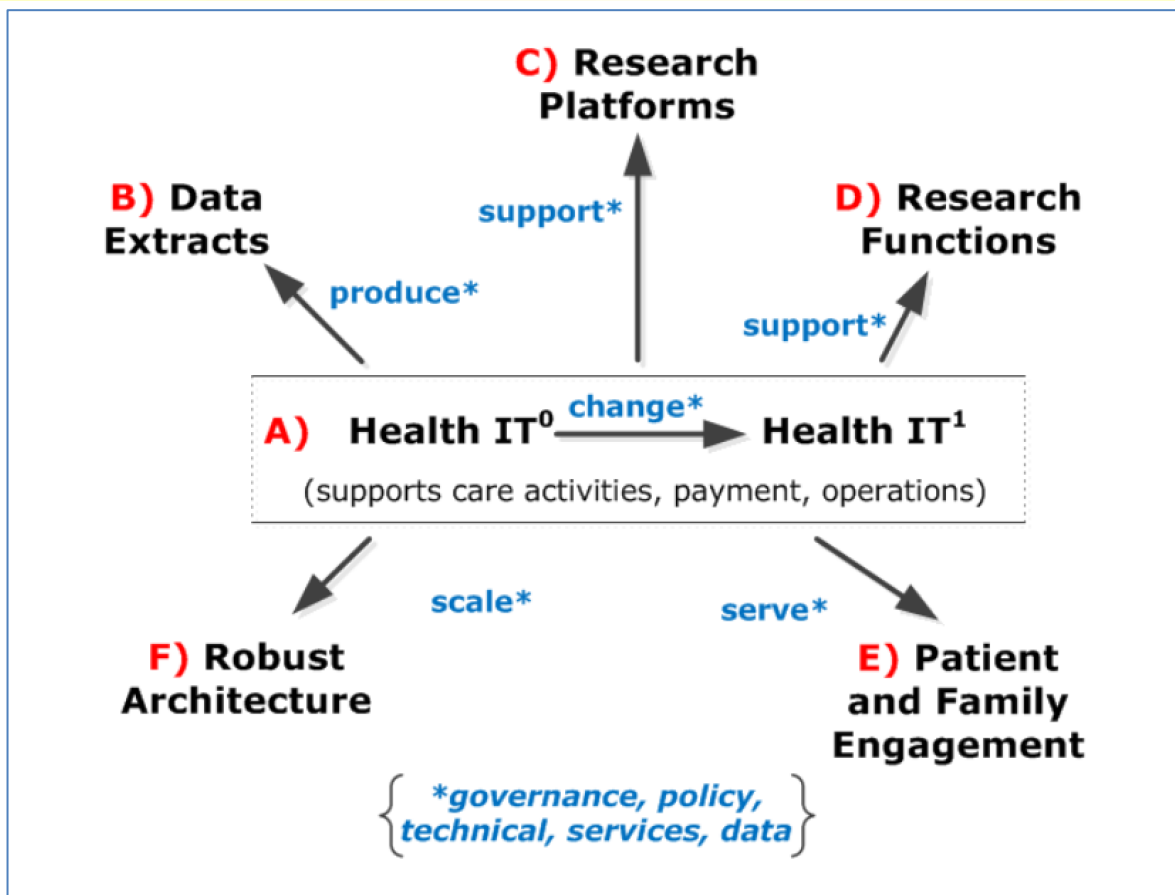 C) Research
Platforms
B) Data
Extracts
D) Research
Functions
support*
produce*
support*
A) Health IT⁰ change* Health IT¹
(supports care activities, payment, operations)
scale*
serve*
F) Robust
Architecture
E) Patient
and Family
Engagement
*governance, policy,
technical, services, data